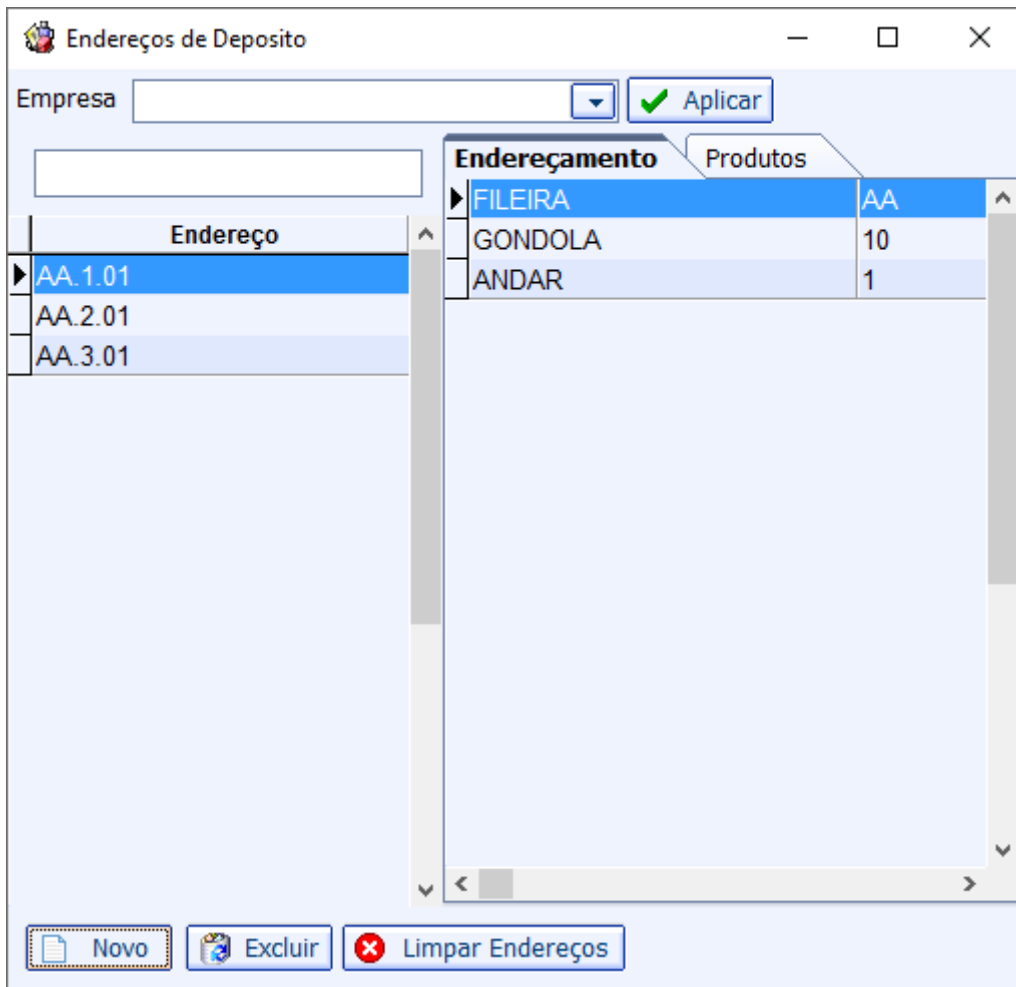 Endereços de Deposito
Empresa Aplicar
Endereçamento Produtos
FILEIRA AA
GONDOLA 10
ANDAR 1
Endereço
AA.1.01
AA.2.01
AA.3.01
Novo Excluir Limpar Endereços